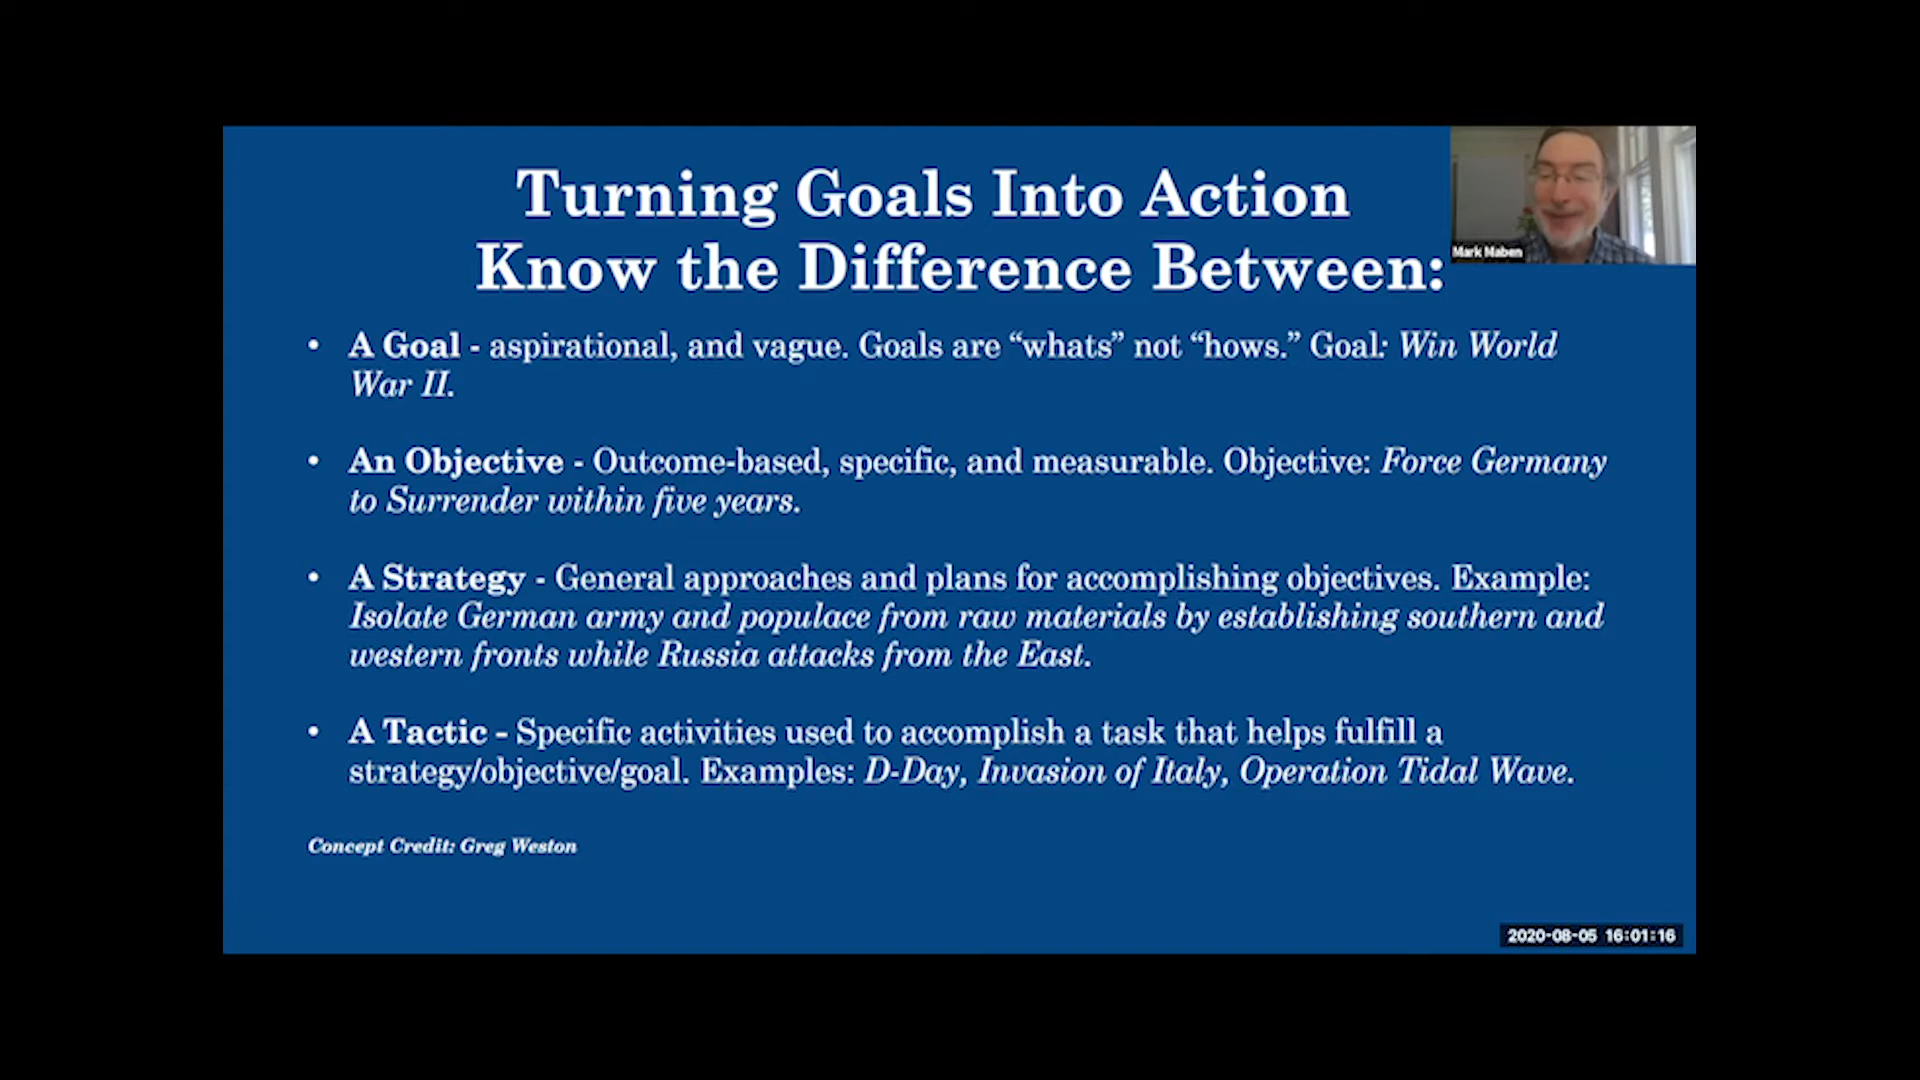 Turning Goals Into Action
Know the Difference Between:
Mark Maben
• A Goal - aspirational, and vague. Goals are “whats” not “hows.” Goal: Win World
War II.
• An Objective - Outcome-based, specific, and measurable. Objective: Force Germany
to Surrender within five years.
• A Strategy - General approaches and plans for accomplishing objectives. Example:
Isolate German army and populace from raw materials by establishing southern and
western fronts while Russia attacks from the East.
• A Tactic - Specific activities used to accomplish a task that helps fulfill a
strategy/objective/goal. Examples: D-Day, Invasion of Italy, Operation Tidal Wave.
Concept Credit: Greg Weston
2020-08-05 16:01:16